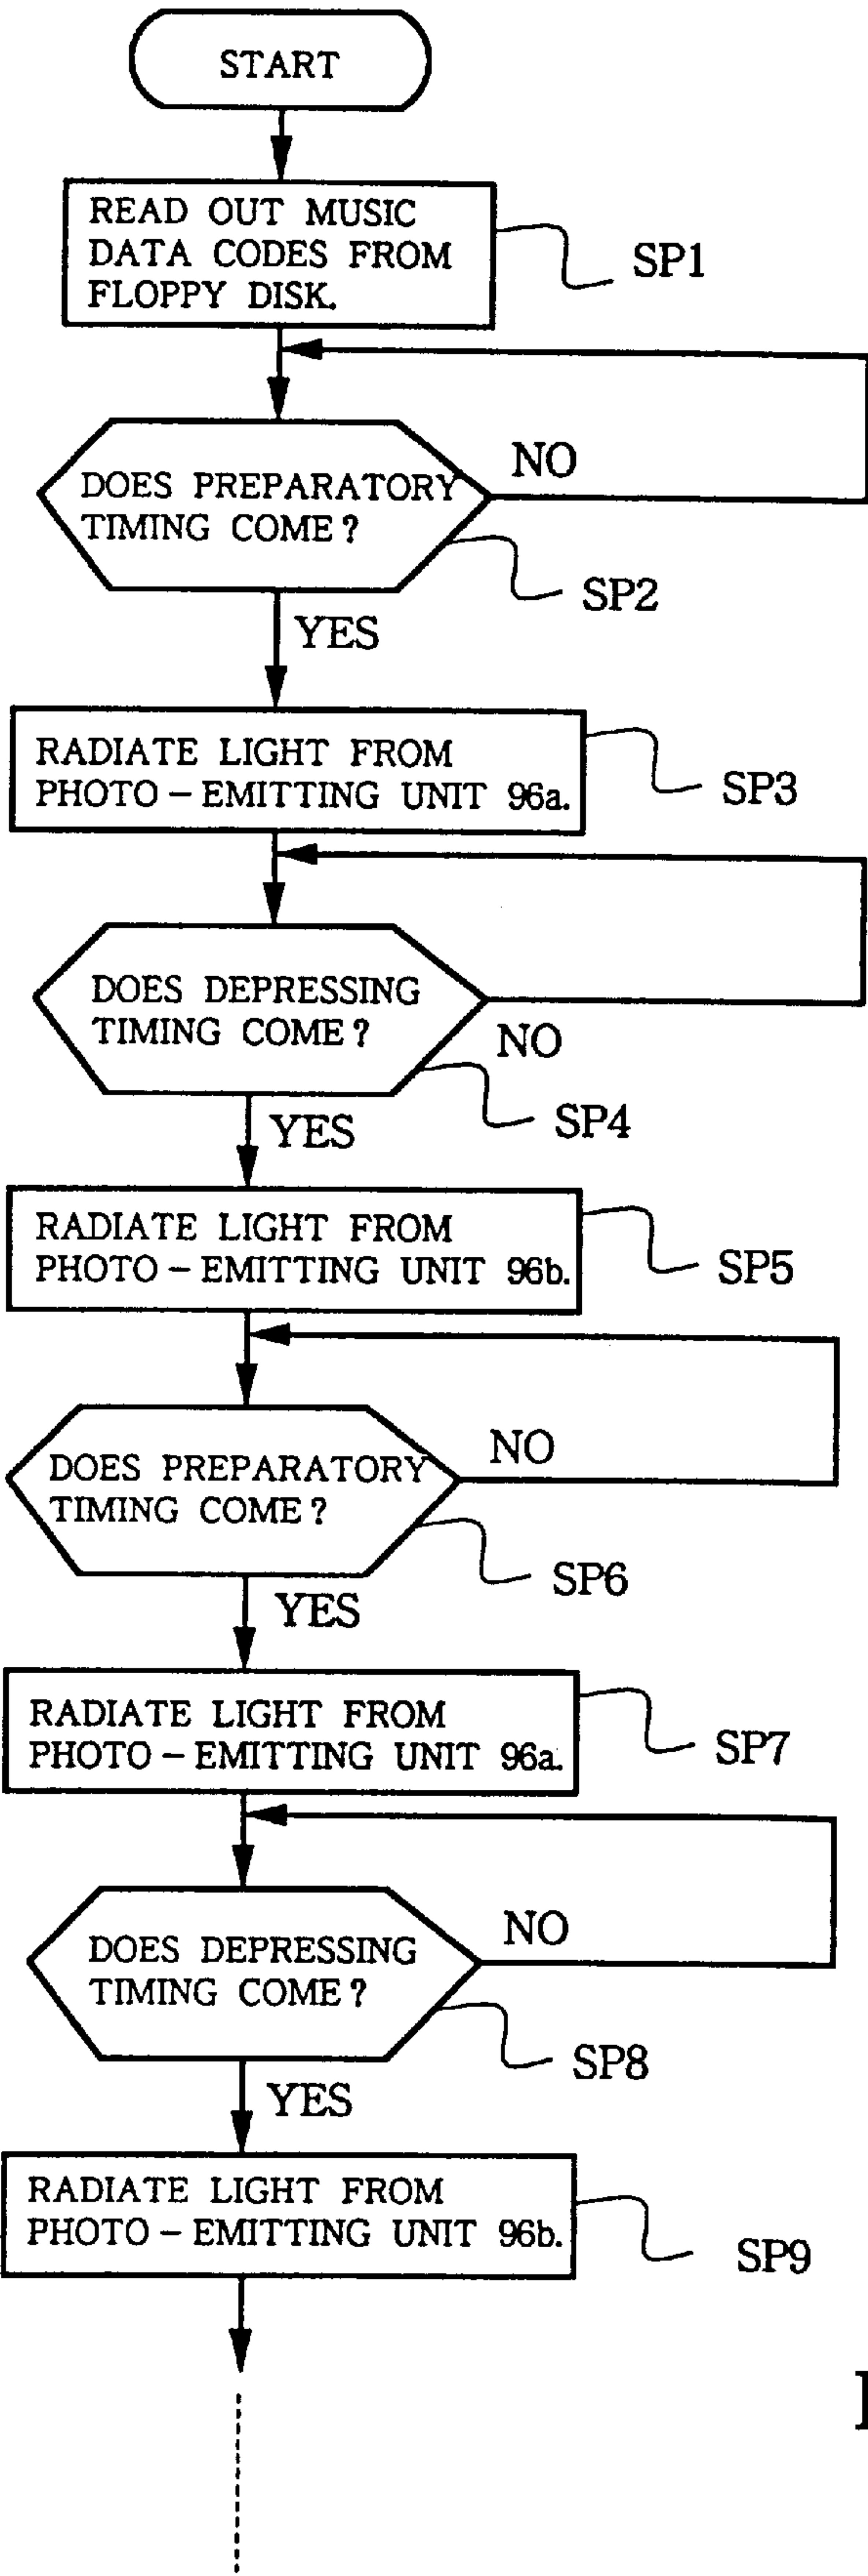 START
READ OUT MUSIC
DATA CODES FROM
FLOPPY DISK.
SP1
DOES PREPARATORY
TIMING COME?
NO
SP2
YES
RADIATE LIGHT FROM
PHOTO-EMITTING UNIT 96a.
SP3
DOES DEPRESSING
TIMING COME?
NO
SP4
YES
RADIATE LIGHT FROM
PHOTO-EMITTING UNIT 96b.
SP5
DOES PREPARATORY
TIMING COME?
NO
SP6
YES
RADIATE LIGHT FROM
PHOTO-EMITTING UNIT 96a.
SP7
DOES DEPRESSING
TIMING COME?
NO
SP8
YES
RADIATE LIGHT FROM
PHOTO-EMITTING UNIT 96b.
SP9